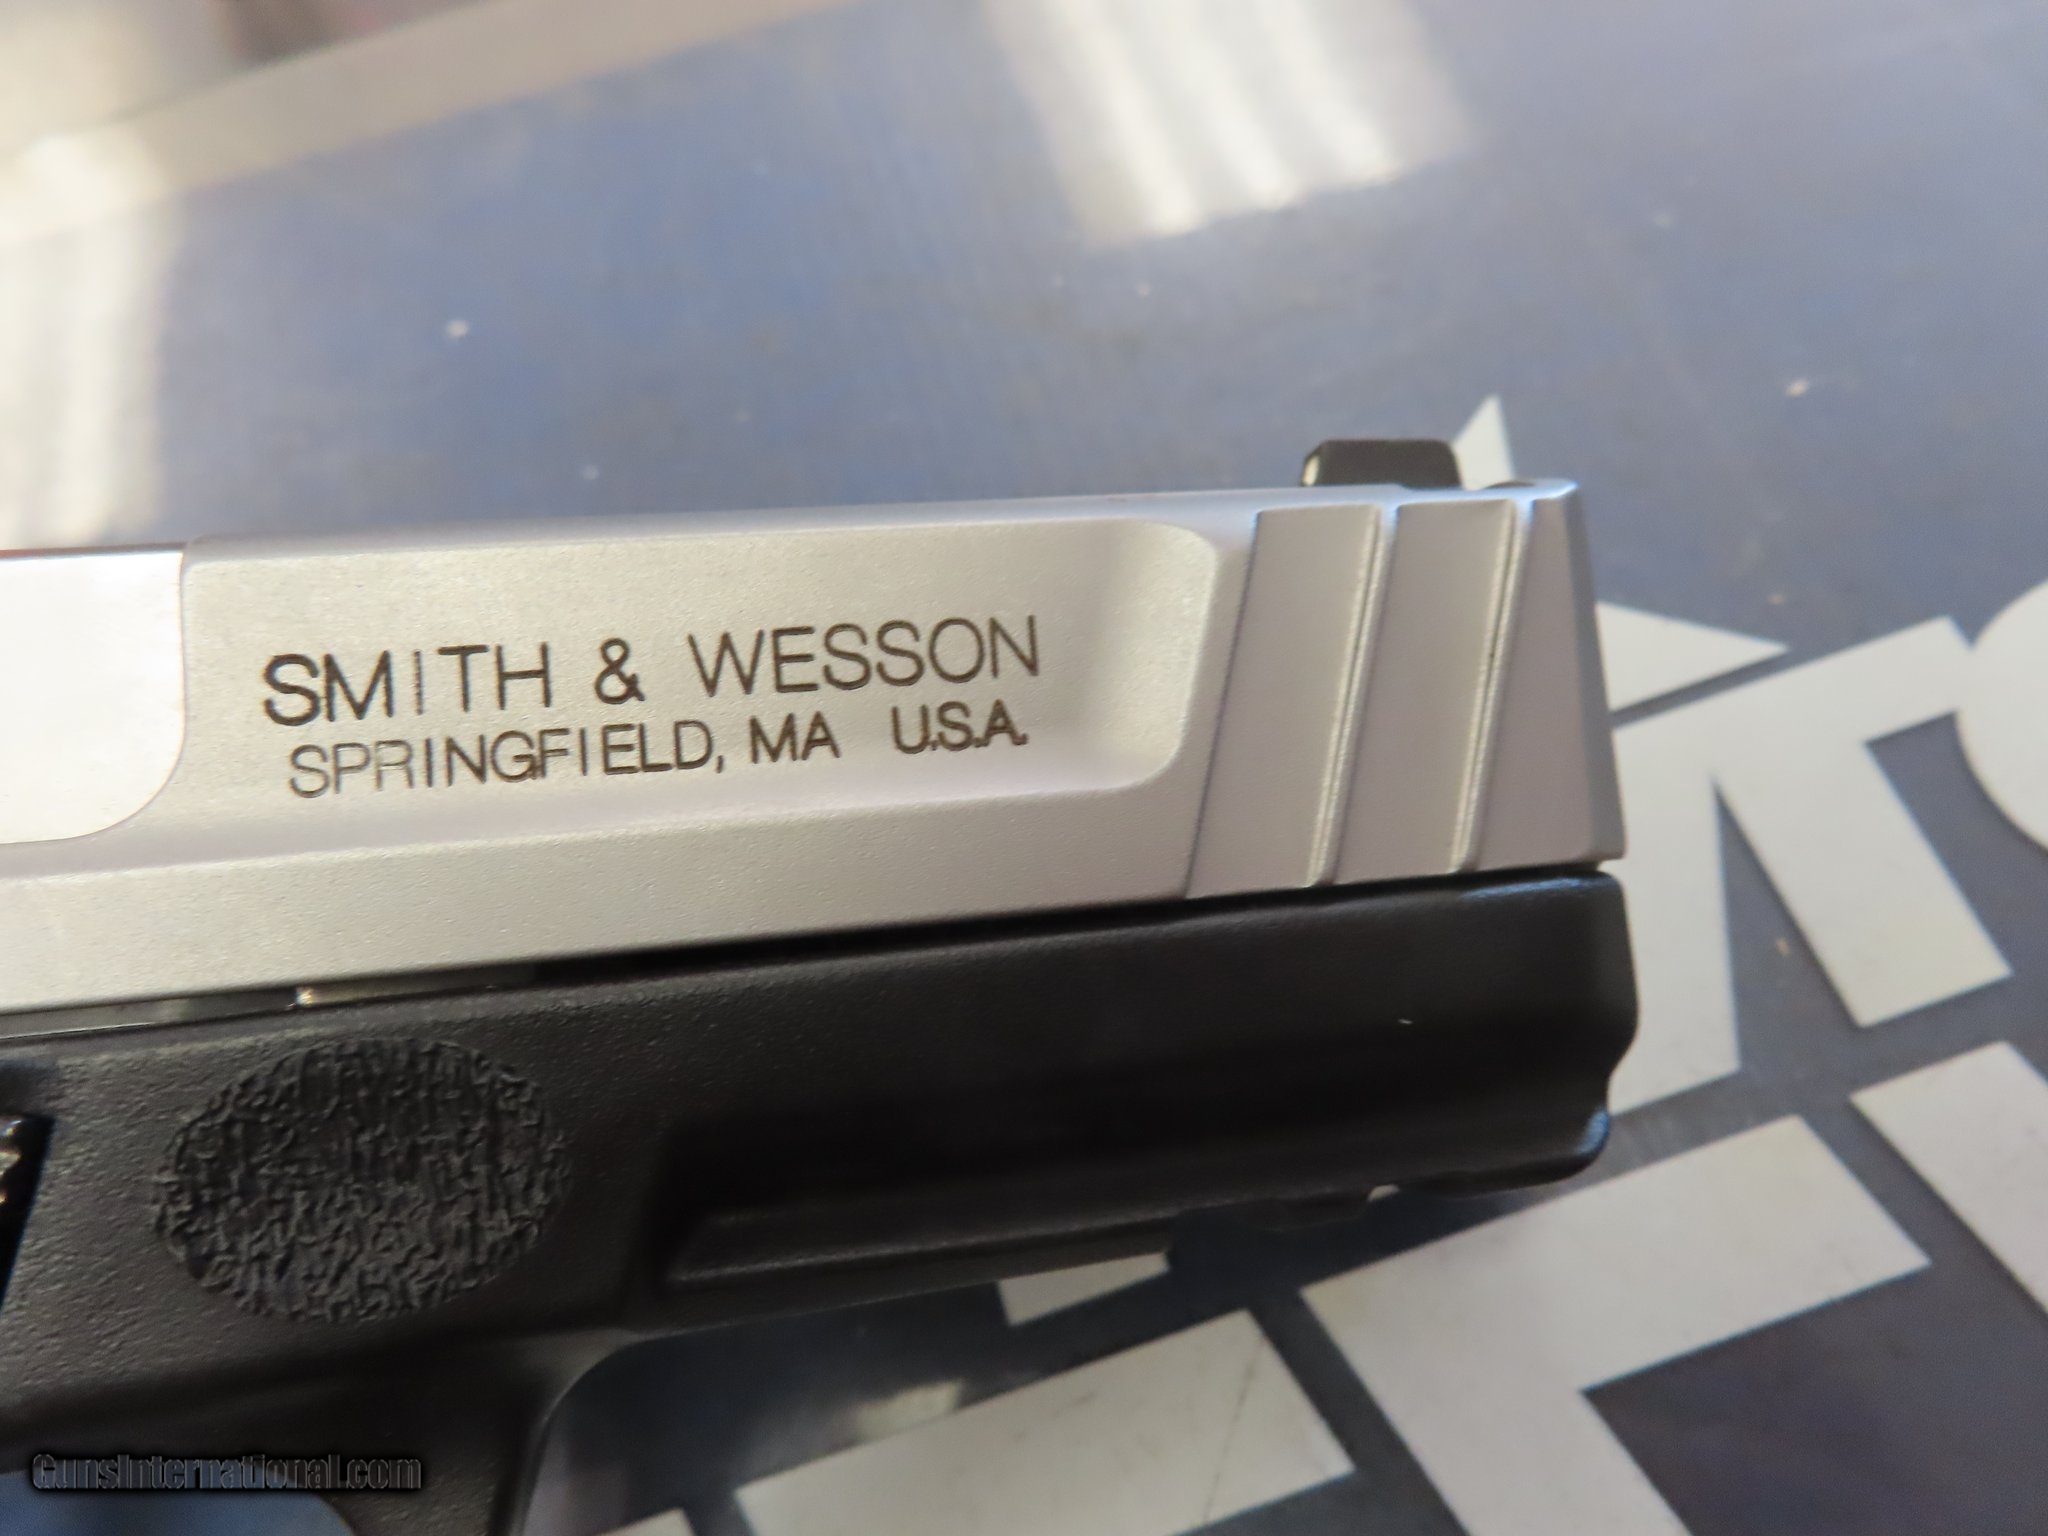 SMITH & WESSON
SPRINGFIELD, MA U.S.A.
GunsInternational.com